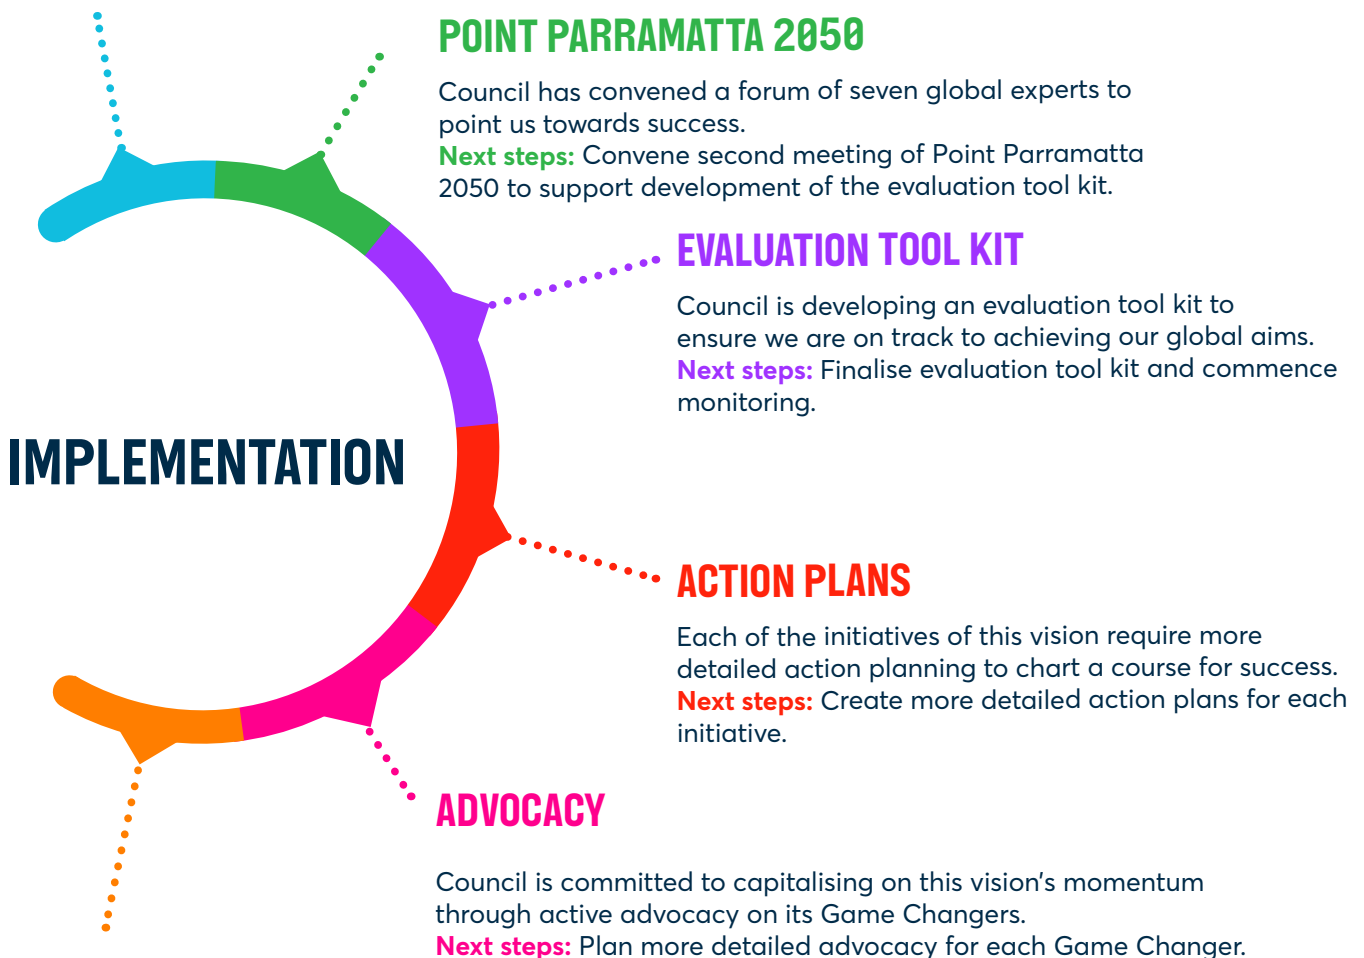 POINT PARRAMATTA 2050
Council has convened a forum of seven global experts to
point us towards success.
Next steps: Convene second meeting of Point Parramatta
2050 to support development of the evaluation tool kit.
EVALUATION TOOL KIT
Council is developing an evaluation tool kit to
ensure we are on track to achieving our global aims.
Next steps: Finalise evaluation tool kit and commence
monitoring.
IMPLEMENTATION
ACTION PLANS
Each of the initiatives of this vision require more
detailed action planning to chart a course for success.
Next steps: Create more detailed action plans for each
initiative.
ADVOCACY
Council is committed to capitalising on this vision's momentum
through active advocacy on its Game Changers.
Next steps: Plan more detailed advocacy for each Game Changer.